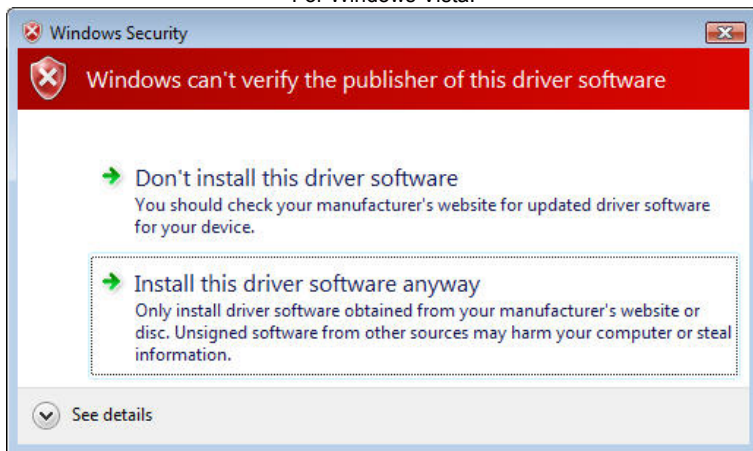 For Windows Vista:
Windows Security
Windows can't verify the publisher of this driver software
Don't install this driver software
You should check your manufacturer's website for updated driver software
for your device.
Install this driver software anyway
Only install driver software obtained from your manufacturer's website or
disc. Unsigned software from other sources may harm your computer or steal
information.
See details